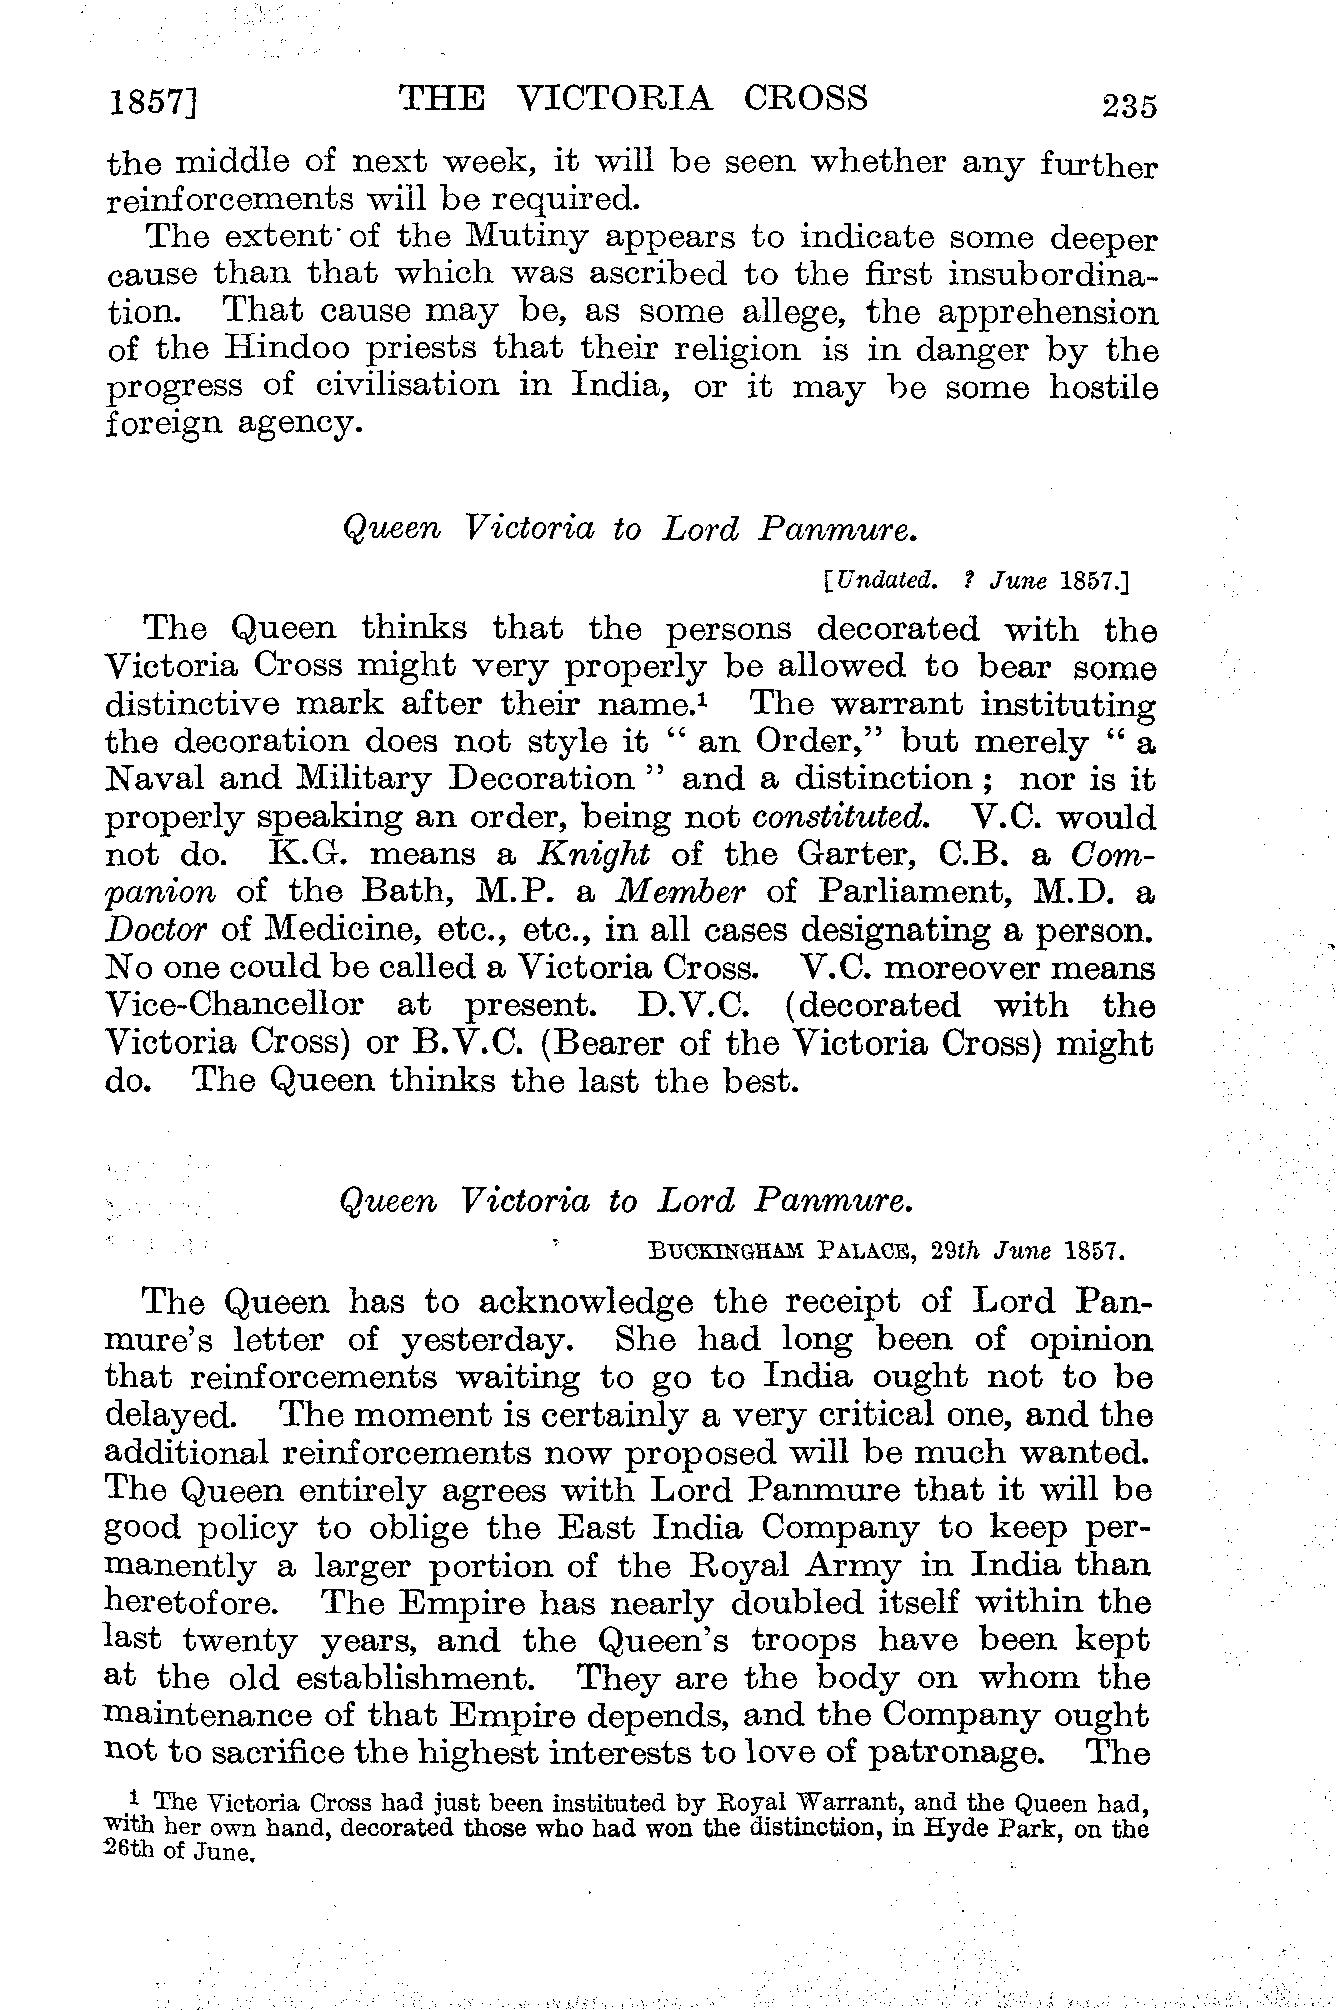 1857] THE VICTORIA CROSS 235
the middle of next week, it will be seen whether any further
reinforcements will be required.
The extent of the Mutiny appears to indicate some deeper
cause than that which was ascribed to the first insubordina-
tion. That cause may be, as some allege, the apprehension
of the Hindoo priests that their religion is in danger by the
progress of civilisation in India, or it may be some hostile
foreign agency.
Queen Victoria to Lord Panmure.
[Undated. ? June 1857.]
The Queen thinks that the persons decorated with the
Victoria Cross might very properly be allowed to bear some
distinctive mark after their name.¹ The warrant instituting
the decoration does not style it “ an Order,” but merely “ a
Naval and Military Decoration ” and a distinction ; nor is it
properly speaking an order, being not constituted. V.C. would
not do. K.G. means a Knight of the Garter, C.B. a Com-
panion of the Bath, M.P. a Member of Parliament, M.D. a
Doctor of Medicine, etc., etc., in all cases designating a person.
No one could be called a Victoria Cross. V.C. moreover means
Vice-Chancellor at present. D.V.C. (decorated with the
Victoria Cross) or B.V.C. (Bearer of the Victoria Cross) might
do. The Queen thinks the last the best.
Queen Victoria to Lord Panmure.
BUCKINGHAM PALACE, 29th June 1857.
The Queen has to acknowledge the receipt of Lord Pan-
mure’s letter of yesterday. She had long been of opinion
that reinforcements waiting to go to India ought not to be
delayed. The moment is certainly a very critical one, and the
additional reinforcements now proposed will be much wanted.
The Queen entirely agrees with Lord Panmure that it will be
good policy to oblige the East India Company to keep per-
manently a larger portion of the Royal Army in India than
heretofore. The Empire has nearly doubled itself within the
last twenty years, and the Queen’s troops have been kept
at the old establishment. They are the body on whom the
maintenance of that Empire depends, and the Company ought
not to sacrifice the highest interests to love of patronage. The
¹ The Victoria Cross had just been instituted by Royal Warrant, and the Queen had,
with her own hand, decorated those who had won the distinction, in Hyde Park, on the
26th of June.